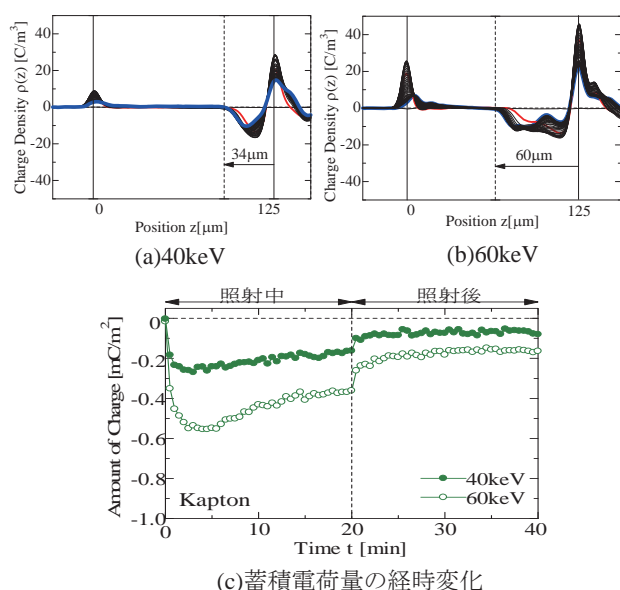 Charge Density ρ(z) [C/m³]
40
20
0
-20
-40
34μm
0
125
Position z[μm]
(a)40keV
Charge Density ρ(z) [C/m³]
40
20
0
-20
-40
60μm
0
125
Position z[μm]
(b)60keV
照射中
照射後
Amount of Charge [mC/m²]
0
-0.2
-0.4
-0.6
-0.8
-1.0
Kapton
40keV
60keV
0
10
20
30
40
Time t [min]
(c)蓄積電荷量の経時変化